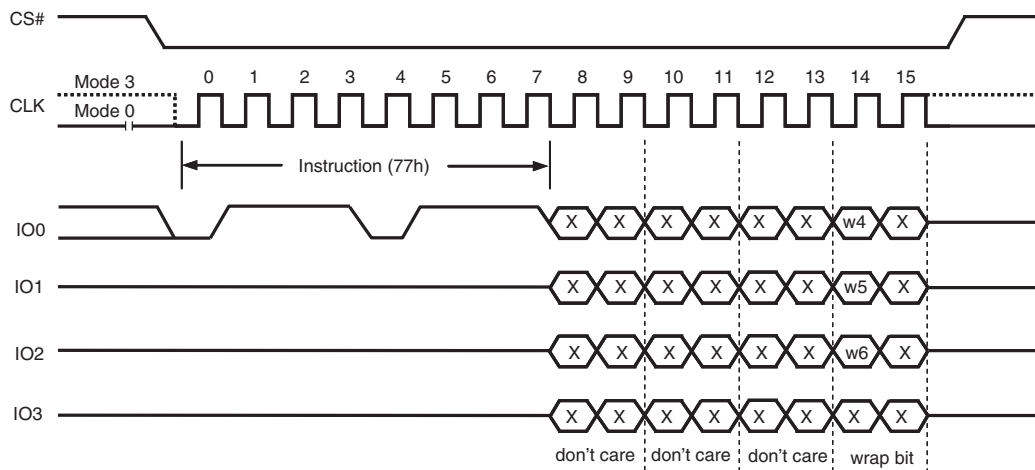 CS#
0 1 2 3 4 5 6 7 8 9 10 11 12 13 14 15
Mode 3
CLK
Mode 0
Instruction (77h)
IO0 X X X X X X w4 X
IO1 X X X X X X w5 X
IO2 X X X X X X w6 X
IO3 X X X X X X X X
don't care don't care don't care wrap bit